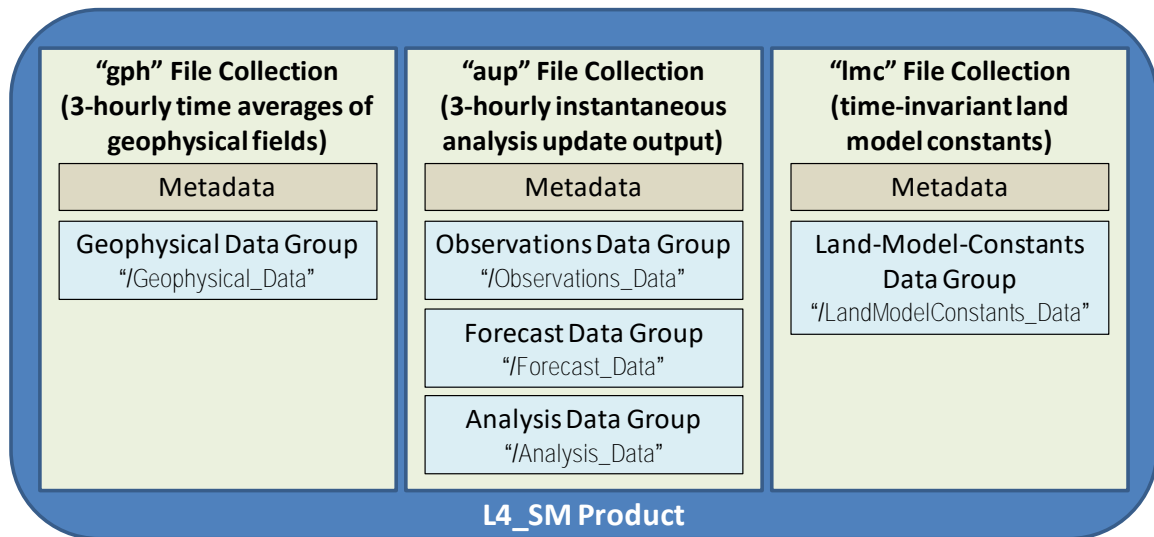 “gph” File Collection
(3-hourly time averages of
geophysical fields)
Metadata
Geophysical Data Group
“/Geophysical_Data”
“aup” File Collection
(3-hourly instantaneous
analysis update output)
Metadata
Observations Data Group
“/Observations_Data”
Forecast Data Group
“/Forecast_Data”
Analysis Data Group
“/Analysis_Data”
“lmc” File Collection
(time-invariant land
model constants)
Metadata
Land-Model-Constants
Data Group
“/LandModelConstants_Data”
L4_SM Product